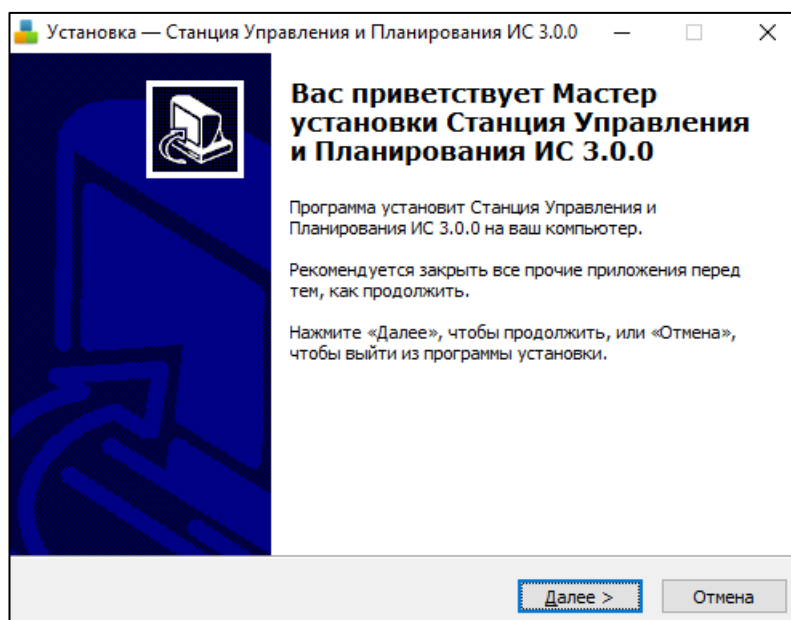 Установка — Станция Управления и Планирования ИС 3.0.0
Вас приветствует Мастер
установки Станция Управления
и Планирования ИС 3.0.0
Программа установит Станция Управления и
Планирования ИС 3.0.0 на ваш компьютер.
Рекомендуется закрыть все прочие приложения перед
тем, как продолжить.
Нажмите «Далее», чтобы продолжить, или «Отмена»,
чтобы выйти из программы установки.
Далее >
Отмена